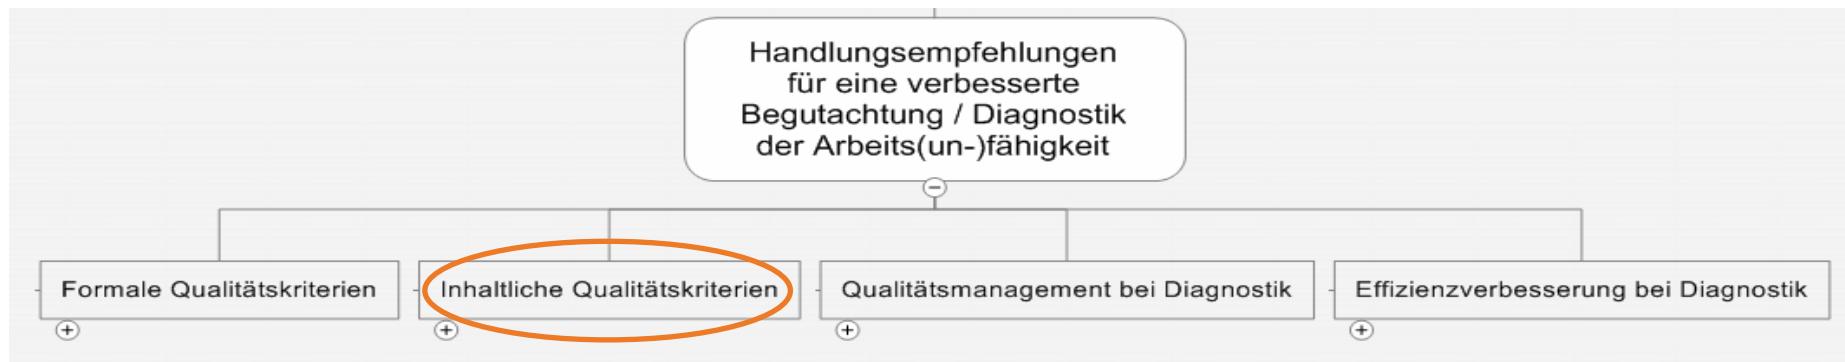 Handlungsempfehlungen
für eine verbesserte
Begutachtung / Diagnostik
der Arbeits(un-)fähigkeit
Formale Qualitätskriterien
Inhaltliche Qualitätskriterien
Qualitätsmanagement bei Diagnostik
Effizienzverbesserung bei Diagnostik